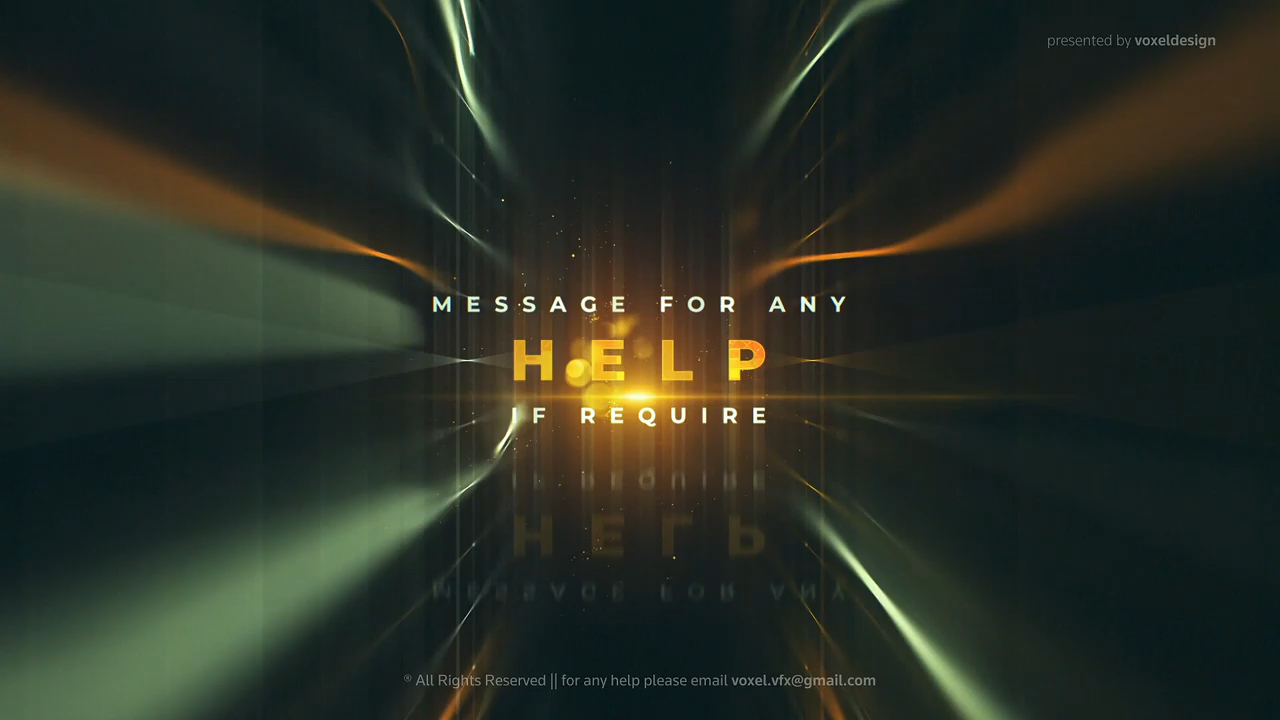 presented by voxeldesign
MESSAGE FOR ANY
HELP
IF REQUIRE
® All Rights Reserved || for any help please email voxel.vfx@gmail.com